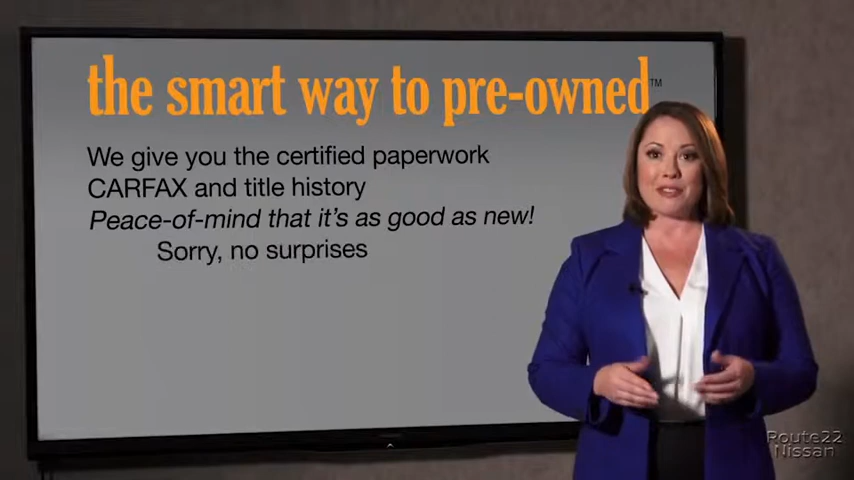 the smart way to pre-owned™
We give you the certified paperwork
CARFAX and title history
Peace-of-mind that it's as good as new!
Sorry, no surprises
Route22
Nissan